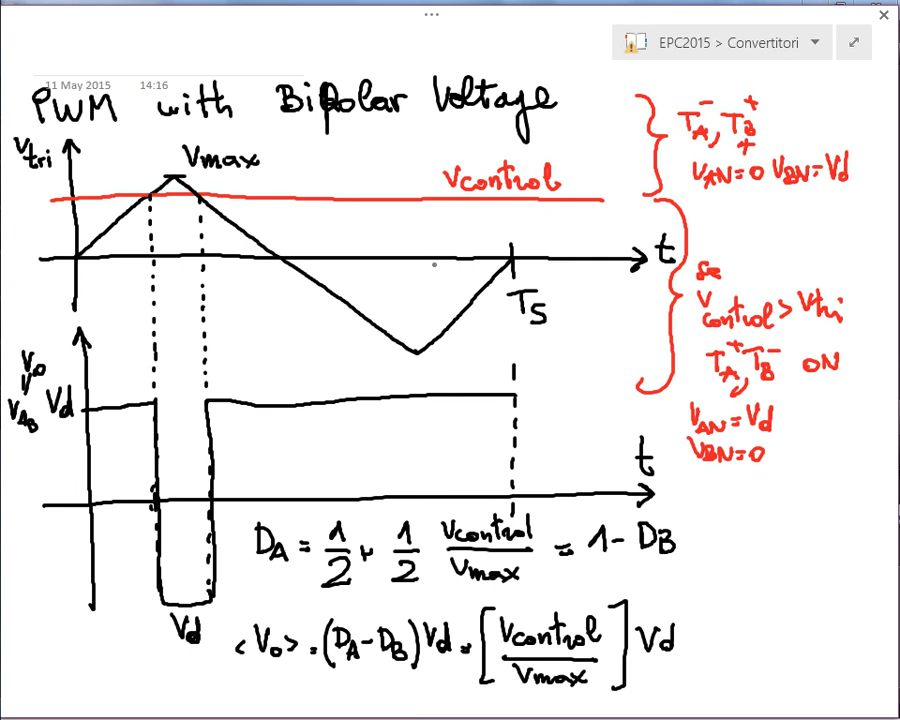 EPC2015 > Convertitori
11 May 2015 14:16
PWM with Bipolar Voltage
Vtri
Vmax
Vcontrol
t
TS
Vo
VAB
Vd
t
Vd
DA = 1/2 + 1/2 Vcontrol/Vmax = 1 - DB
<Vo> = (DA - DB) Vd = [Vcontrol/Vmax] Vd
TA-, TB+
VAN=0 VBN=Vd
se
Vcontrol > Vtri
TA+, TB- ON
VAN=Vd
VBN=0